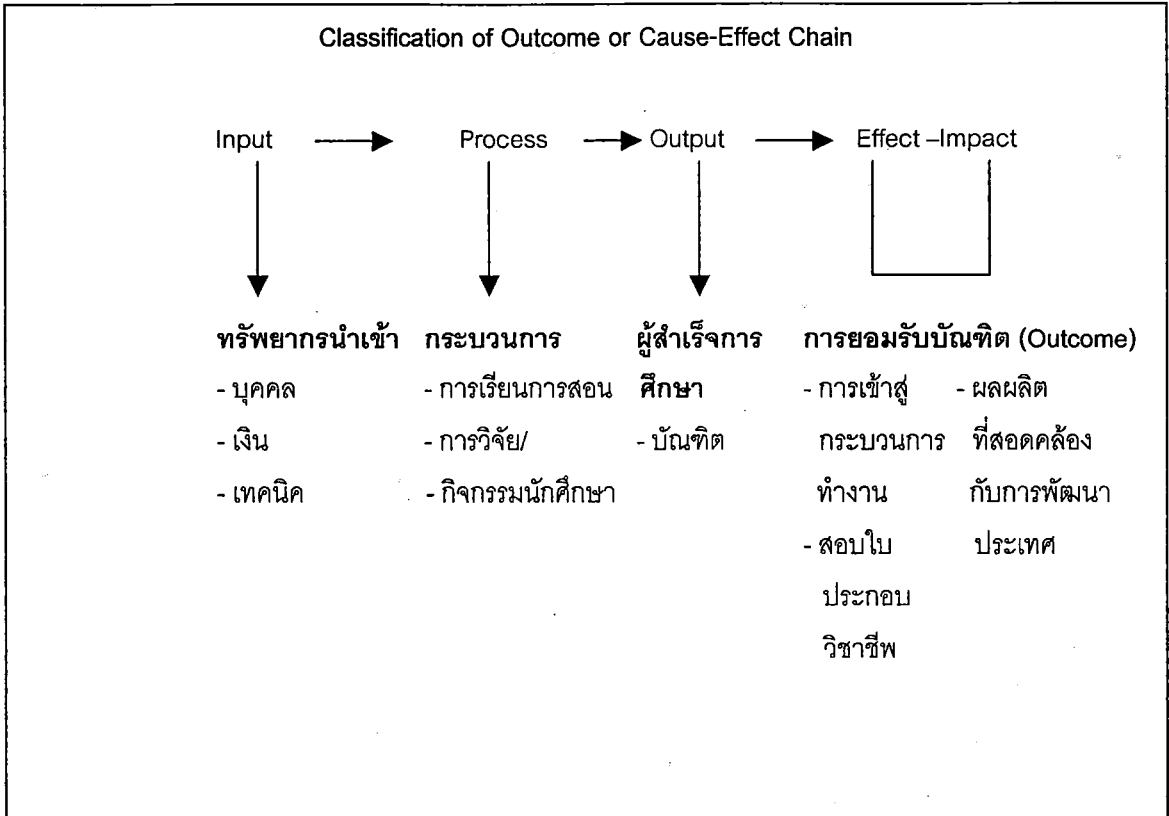 Classification of Outcome or Cause-Effect Chain
Input Process Output Effect –Impact
ทรัพยากรนำเข้า กระบวนการ ผู้สำเร็จการ การยอมรับบัณฑิต (Outcome)
- บุคคล - การเรียนการสอน ศึกษา - การเข้าสู่ - ผลผลิต
- เงิน - การวิจัย/ - บัณฑิต กระบวนการ ที่สอดคล้อง
- เทคนิค - กิจกรรมนักศึกษา ทำงาน กับการพัฒนา
- สอบใบ ประเทศ
ประกอบ
วิชาชีพ